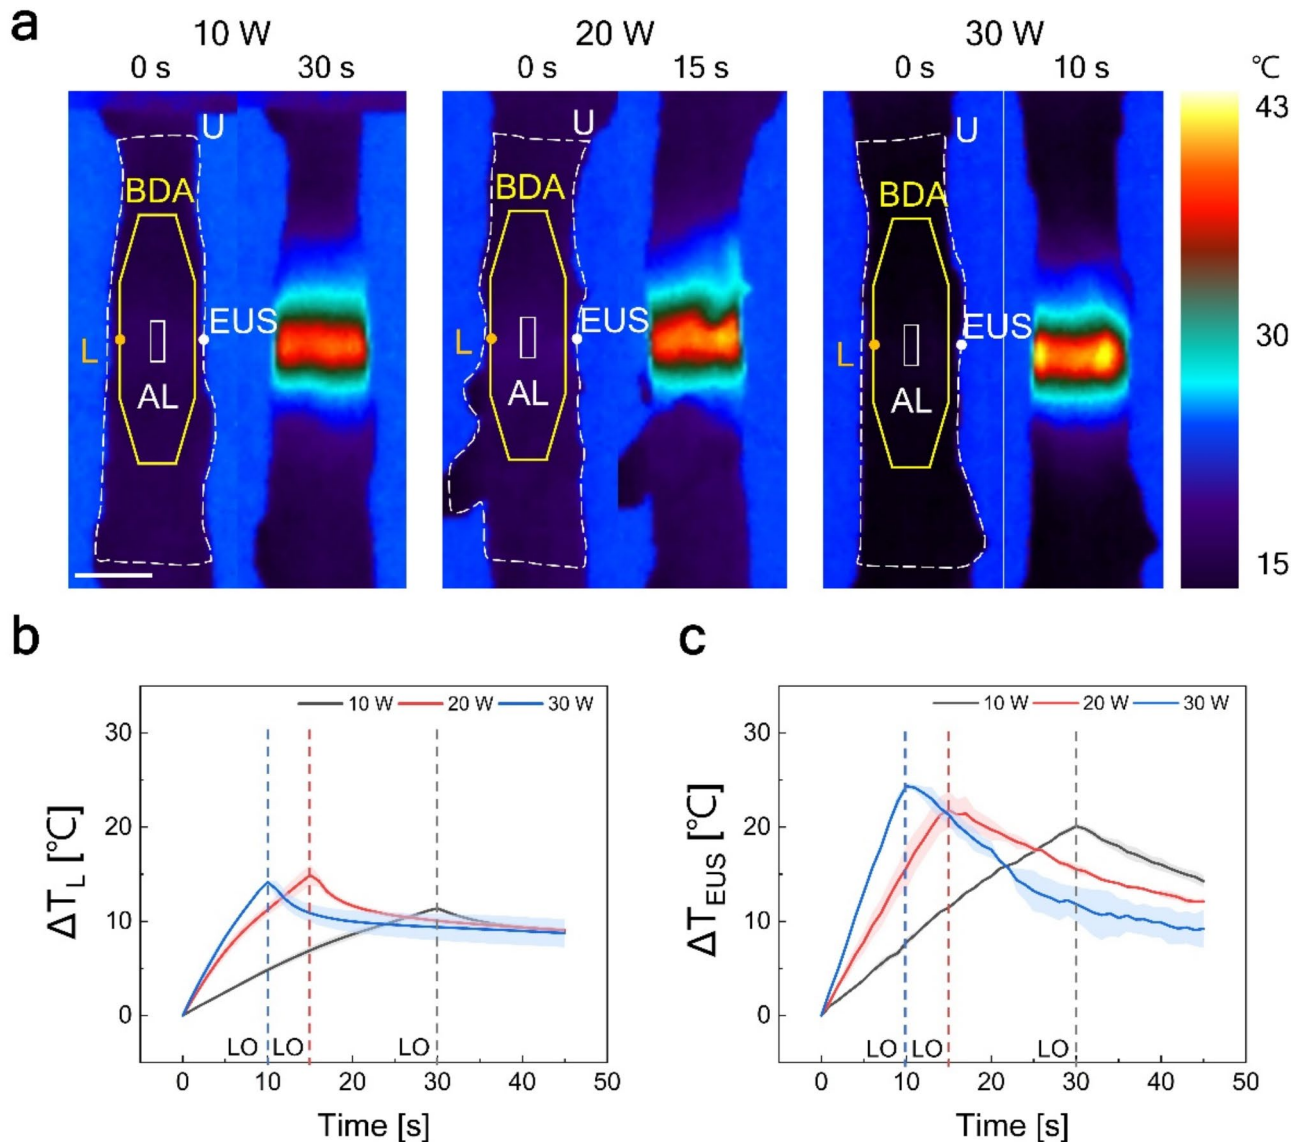 a
10 W 20 W 30 W
0 s 30 s 0 s 15 s 0 s 10 s °C
U U U 43
BDA BDA BDA
L EUS L EUS L EUS 30
AL AL AL
15
b c
10 W 20 W 30 W
10 W 20 W 30 W
30
20
10
0
ΔT_L [°C]
LO LO LO
0 10 20 30 40 50
Time [s]
30
20
10
0
ΔT_EUS [°C]
LO LO LO
0 10 20 30 40 50
Time [s]